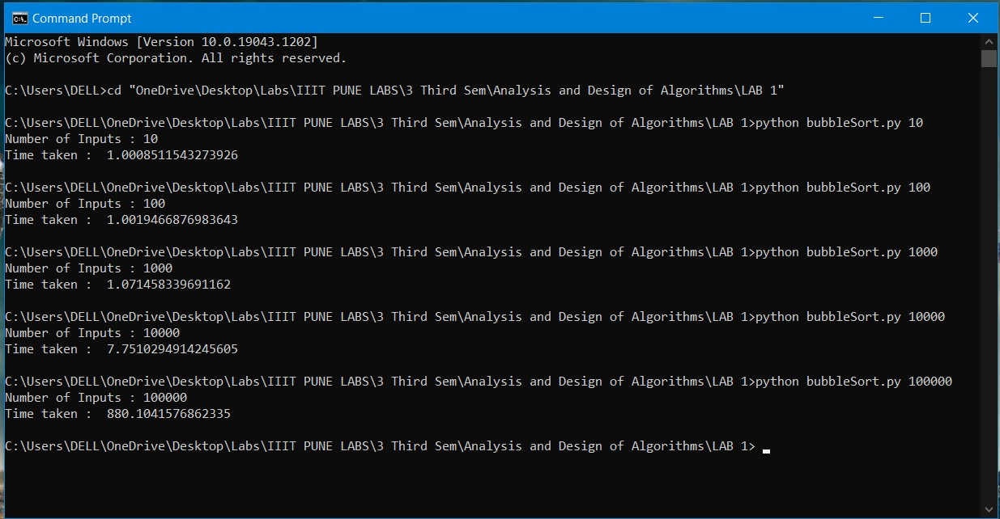 Command Prompt
Microsoft Windows [Version 10.0.19043.1202]
(c) Microsoft Corporation. All rights reserved.
C:\Users\DELL>cd "OneDrive\Desktop\Labs\IIIT PUNE LABS\3 Third Sem\Analysis and Design of Algorithms\LAB 1"
C:\Users\DELL\OneDrive\Desktop\Labs\IIIT PUNE LABS\3 Third Sem\Analysis and Design of Algorithms\LAB 1>python bubbleSort.py 10
Number of Inputs : 10
Time taken :  1.0008511543273926
C:\Users\DELL\OneDrive\Desktop\Labs\IIIT PUNE LABS\3 Third Sem\Analysis and Design of Algorithms\LAB 1>python bubbleSort.py 100
Number of Inputs : 100
Time taken :  1.0019466876983643
C:\Users\DELL\OneDrive\Desktop\Labs\IIIT PUNE LABS\3 Third Sem\Analysis and Design of Algorithms\LAB 1>python bubbleSort.py 1000
Number of Inputs : 1000
Time taken :  1.071458339691162
C:\Users\DELL\OneDrive\Desktop\Labs\IIIT PUNE LABS\3 Third Sem\Analysis and Design of Algorithms\LAB 1>python bubbleSort.py 10000
Number of Inputs : 10000
Time taken :  7.7510294914245605
C:\Users\DELL\OneDrive\Desktop\Labs\IIIT PUNE LABS\3 Third Sem\Analysis and Design of Algorithms\LAB 1>python bubbleSort.py 100000
Number of Inputs : 100000
Time taken :  880.1041576862335
C:\Users\DELL\OneDrive\Desktop\Labs\IIIT PUNE LABS\3 Third Sem\Analysis and Design of Algorithms\LAB 1>